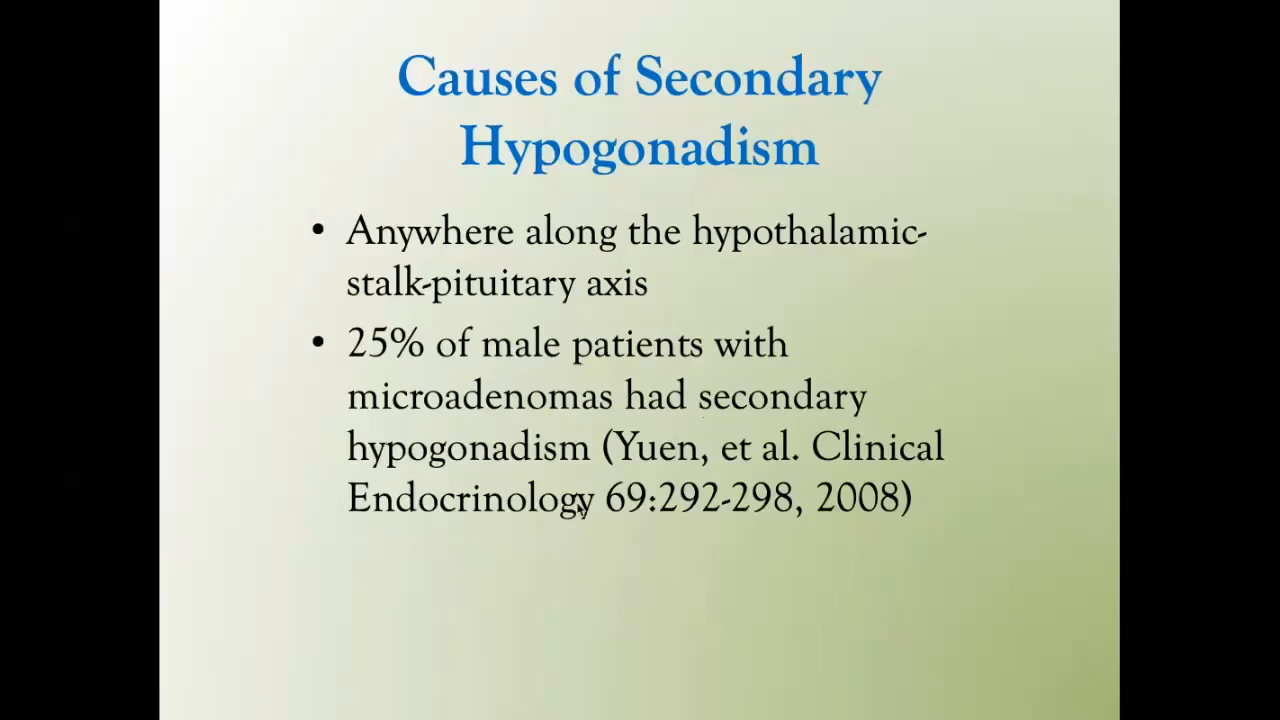 Causes of Secondary
Hypogonadism
• Anywhere along the hypothalamic-
stalk-pituitary axis
• 25% of male patients with
microadenomas had secondary
hypogonadism (Yuen, et al. Clinical
Endocrinology 69:292-298, 2008)